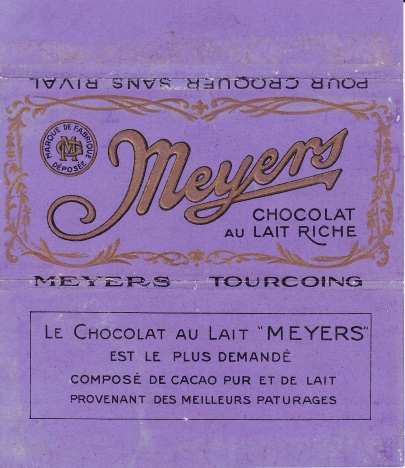 POUR CROQUER SANS RIVAL
MARQUE DE FABRIQUE
DÉPOSÉE
Meyers
CHOCOLAT
AU LAIT RICHE
MEYERS TOURCOING
LE CHOCOLAT AU LAIT "MEYERS"
EST LE PLUS DEMANDÉ
COMPOSÉ DE CACAO PUR ET DE LAIT
PROVENANT DES MEILLEURS PATURAGES